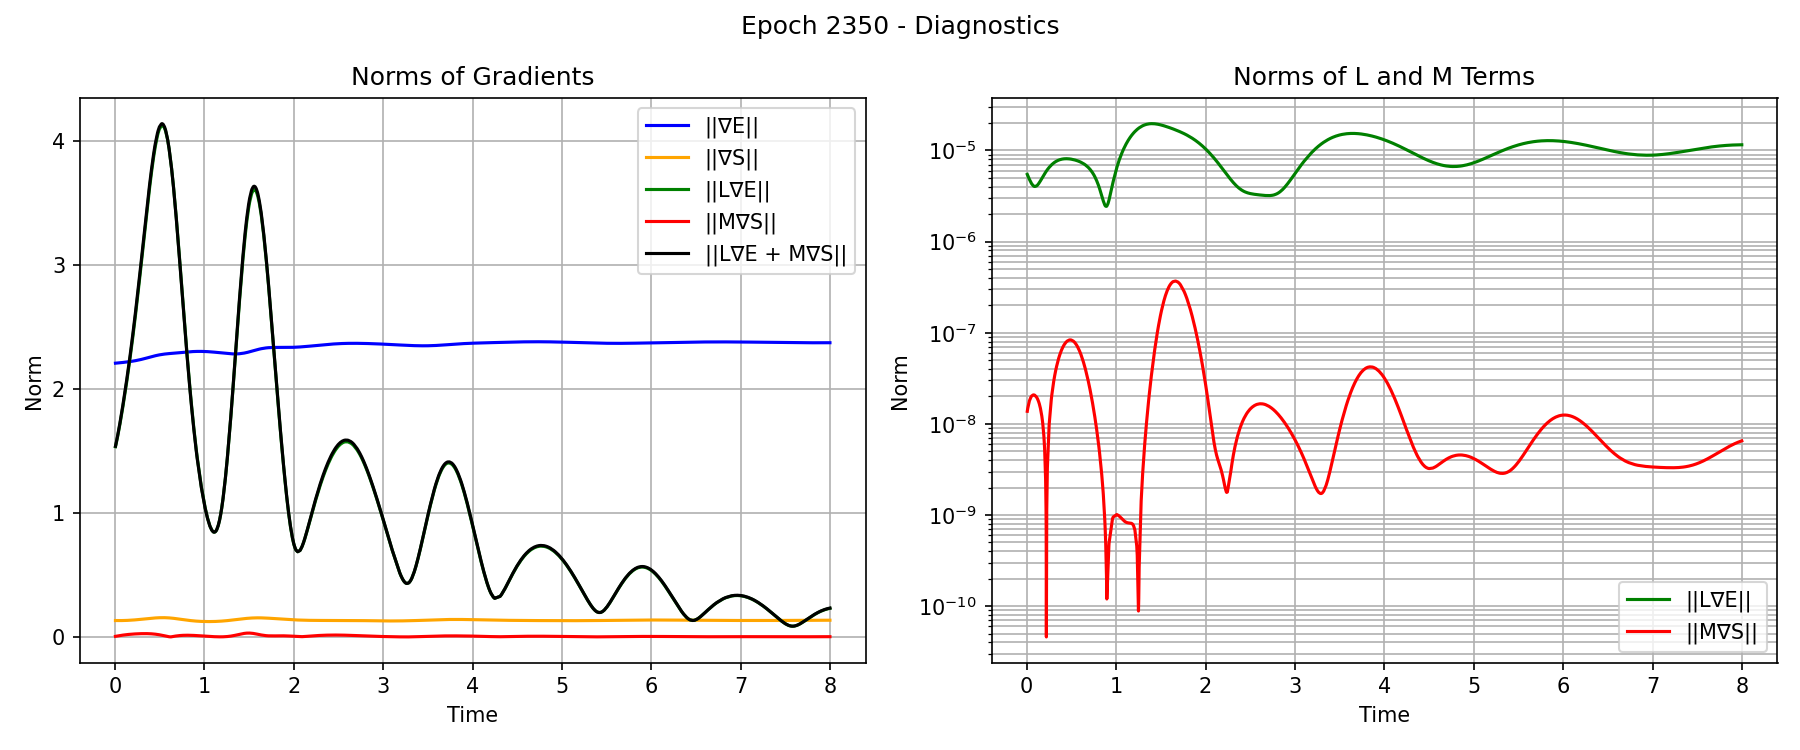 Epoch 2350 - Diagnostics
Norms of Gradients
Norm
4
3
2
1
0
||∇E||
||∇S||
||L∇E||
||M∇S||
||L∇E + M∇S||
0 1 2 3 4 5 6 7 8
Time
Norms of L and M Terms
Norm
10⁻⁵
10⁻⁶
10⁻⁷
10⁻⁸
10⁻⁹
10⁻¹⁰
||L∇E||
||M∇S||
0 1 2 3 4 5 6 7 8
Time